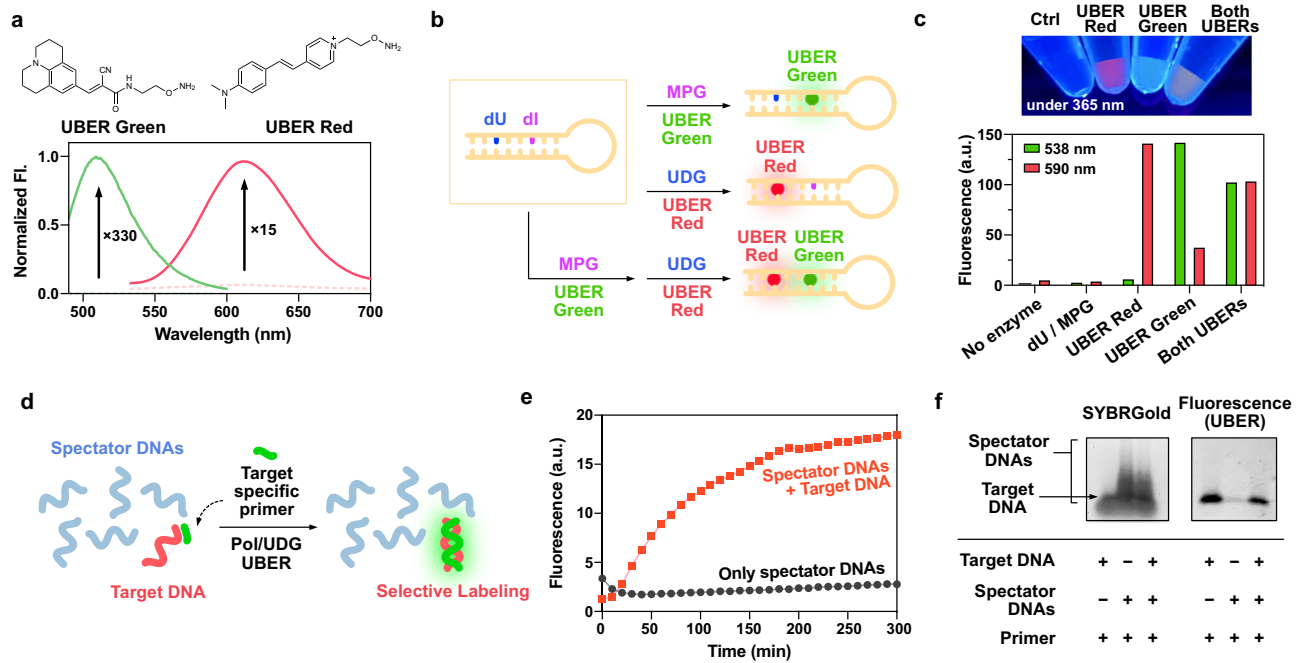 a
CN
H
N
O
NH₂
N
O
N
+
N
O
NH₂
N
UBER Green
UBER Red
Normalized Fl.
1.0
0.5
0.0
×330
×15
500
550
600
650
700
Wavelength (nm)
b
dU
dI
MPG
UBER
Green
UBER
Green
UDG
UBER
Red
UBER
Red
MPG
UBER
Green
UDG
UBER
Red
UBER
Red
UBER
Green
c
Ctrl
UBER
Red
UBER
Green
Both
UBERs
under 365 nm
Fluorescence (a.u.)
150
100
50
0
538 nm
590 nm
No enzyme
dU / MPG
UBER Red
UBER Green
Both UBERs
d
Spectator DNAs
Target
specific
primer
Pol/UDG
UBER
Target DNA
Selective Labeling
e
Fluorescence (a.u.)
20
15
10
5
0
Spectator DNAs
+ Target DNA
Only spectator DNAs
0
50
100
150
200
250
300
Time (min)
f
SYBRGold
Fluorescence
(UBER)
Spectator
DNAs
Target
DNA
Target DNA + − + + − +
Spectator
DNAs
− + + − + +
Primer + + + + + +